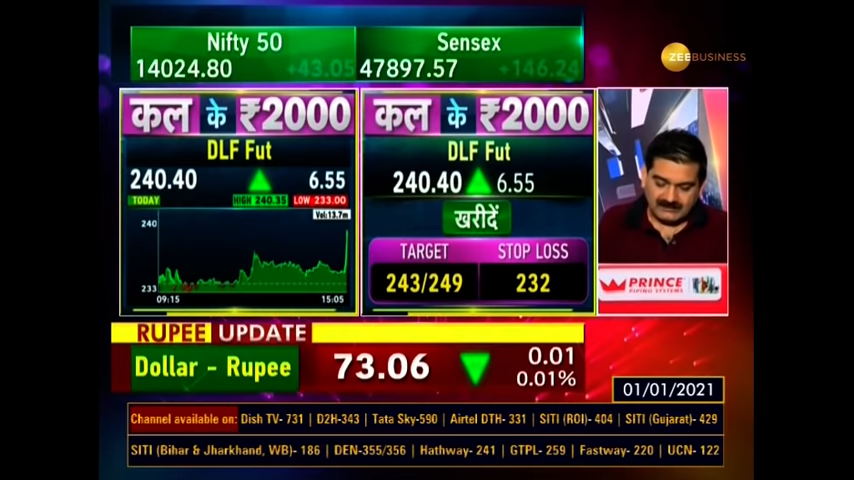 Nifty 50
14024.80 +43.05
Sensex
47897.57 +146.24
ZEEBUSINESS
कल के ₹2000
DLF Fut
240.40 6.55
TODAY HIGH 240.35 LOW 233.00
Vol:13.7m
240
233
09:15 15:05
कल के ₹2000
DLF Fut
240.40 6.55
खरीदें
TARGET STOP LOSS
243/249 232
PRINCE
PIPING SYSTEMS
RUPEE UPDATE
Dollar - Rupee 73.06 0.01
0.01%
01/01/2021
Channel available on: Dish TV- 731 | D2H-343 | Tata Sky-590 | Airtel DTH- 331 | SITI (ROI)- 404 | SITI (Gujarat)- 429
SITI (Bihar & Jharkhand, WB)- 186 | DEN-355/356 | Hathway- 241 | GTPL- 259 | Fastway- 220 | UCN- 122